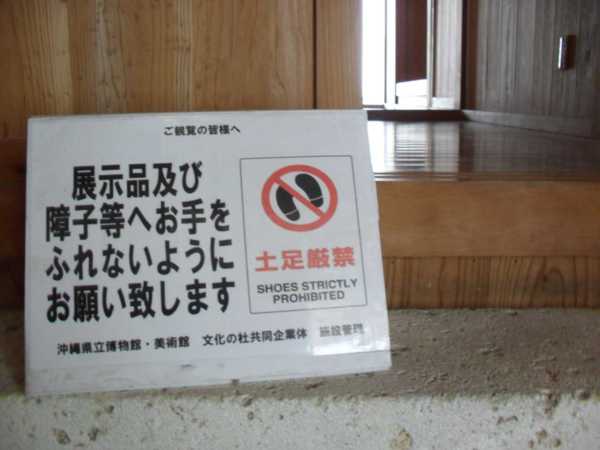 ご観覧の皆様へ
展示品及び
障子等へお手を
ふれないように
お願い致します
土足厳禁
SHOES STRICTLY
PROHIBITED
沖縄県立博物館・美術館 文化の杜共同企業体 施設管理